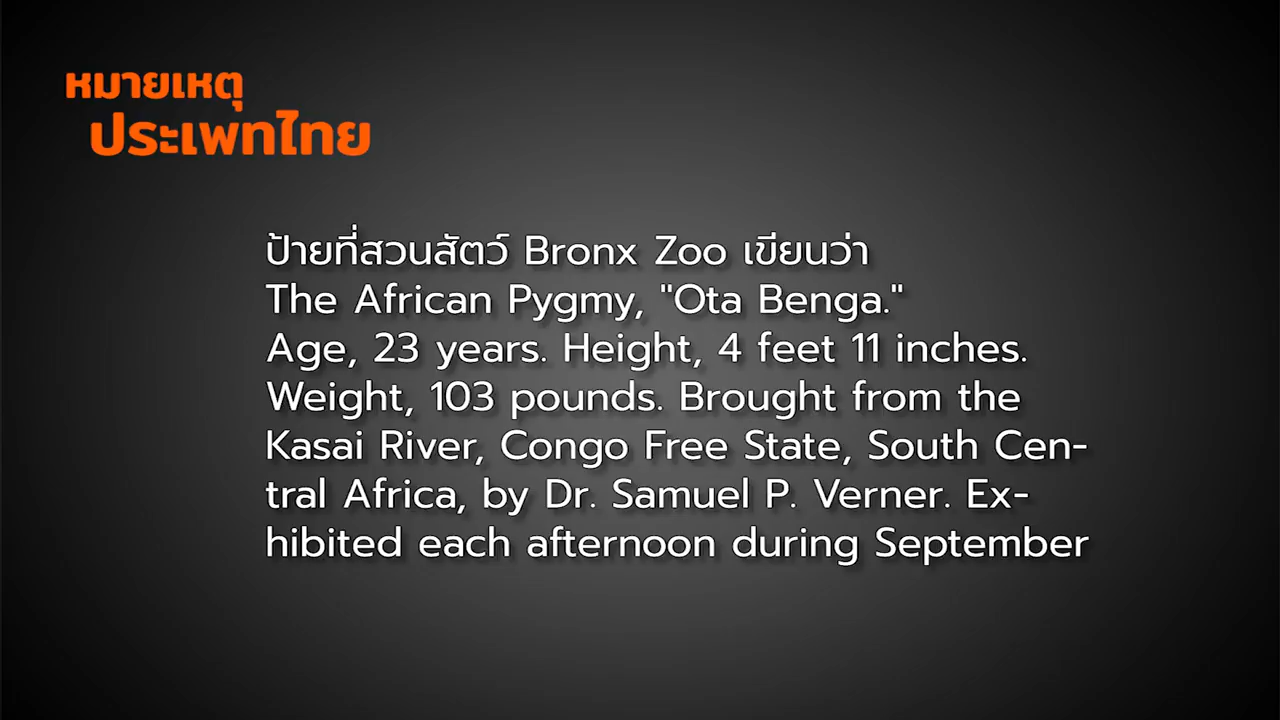 หมายเหตุ
ประเพทไทย
ป้ายที่สวนสัตว์ Bronx Zoo เขียนว่า
The African Pygmy, "Ota Benga."
Age, 23 years. Height, 4 feet 11 inches.
Weight, 103 pounds. Brought from the
Kasai River, Congo Free State, South Cen-
tral Africa, by Dr. Samuel P. Verner. Ex-
hibited each afternoon during September